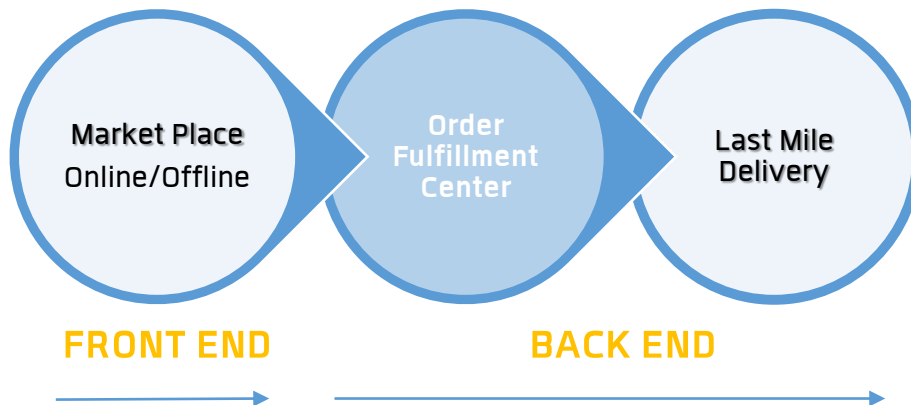 Market Place
Online/Offline
Order
Fulfillment
Center
Last Mile
Delivery
FRONT END
BACK END